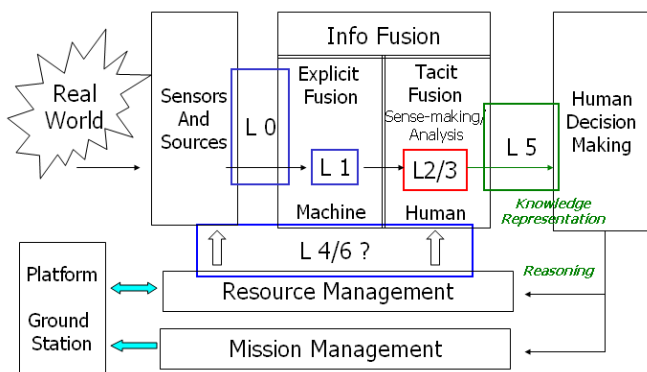 Info Fusion
Real
World
Sensors
And
Sources
L 0
Explicit
Fusion
L 1
Machine
Tacit
Fusion
Sense-making/
Analysis
L2/3
Human
L 5
Human
Decision
Making
Knowledge
Representation
L 4/6 ?
Reasoning
Platform
Ground
Station
Resource Management
Mission Management